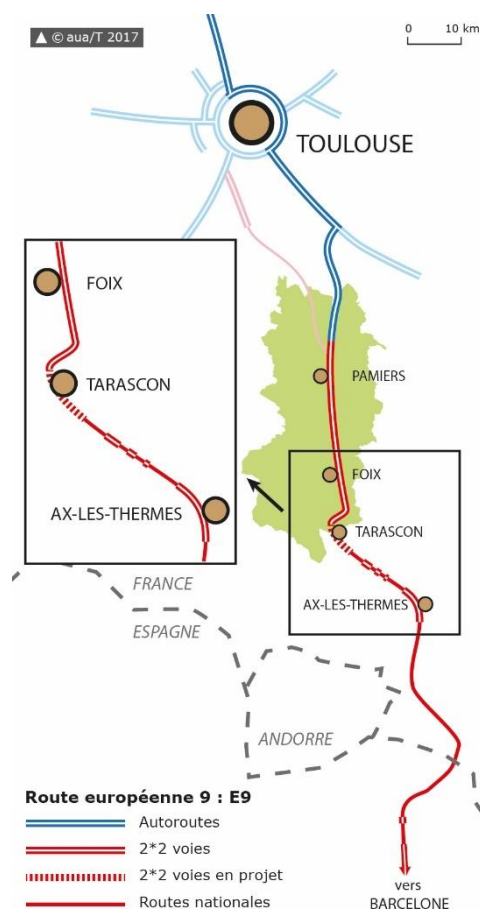 ▲ © aua/T 2017
0 10 km
TOULOUSE
FOIX
TARASCON
AX-LES-THERMES
PAMIERS
FOIX
TARASCON
AX-LES-THERMES
FRANCE
ESPAGNE
ANDORRE
Route européenne 9 : E9
Autoroutes
2*2 voies
2*2 voies en projet
Routes nationales
vers
BARCELONE